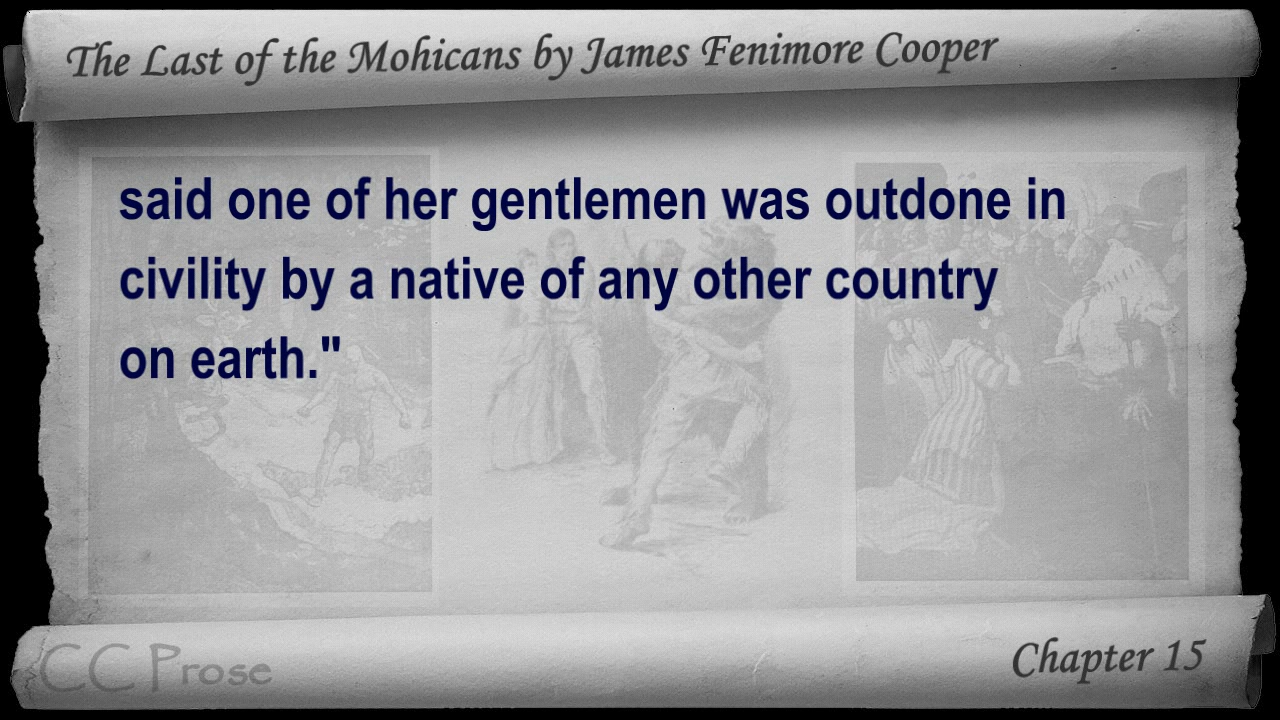 The Last of the Mohicans by James Fenimore Cooper
said one of her gentlemen was outdone in
civility by a native of any other country
on earth."
CC Prose
Chapter 15